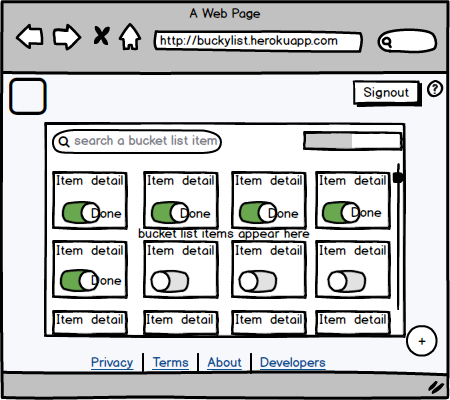 A Web Page
http://buckylist.herokuapp.com
Signout
?
search a bucket list item
Item detail Item detail Item detail Item detail
Done Done Done Done
bucket list items appear here
Item detail Item detail Item detail Item detail
Done
Item detail Item detail Item detail Item detail
+
Privacy Terms About Developers